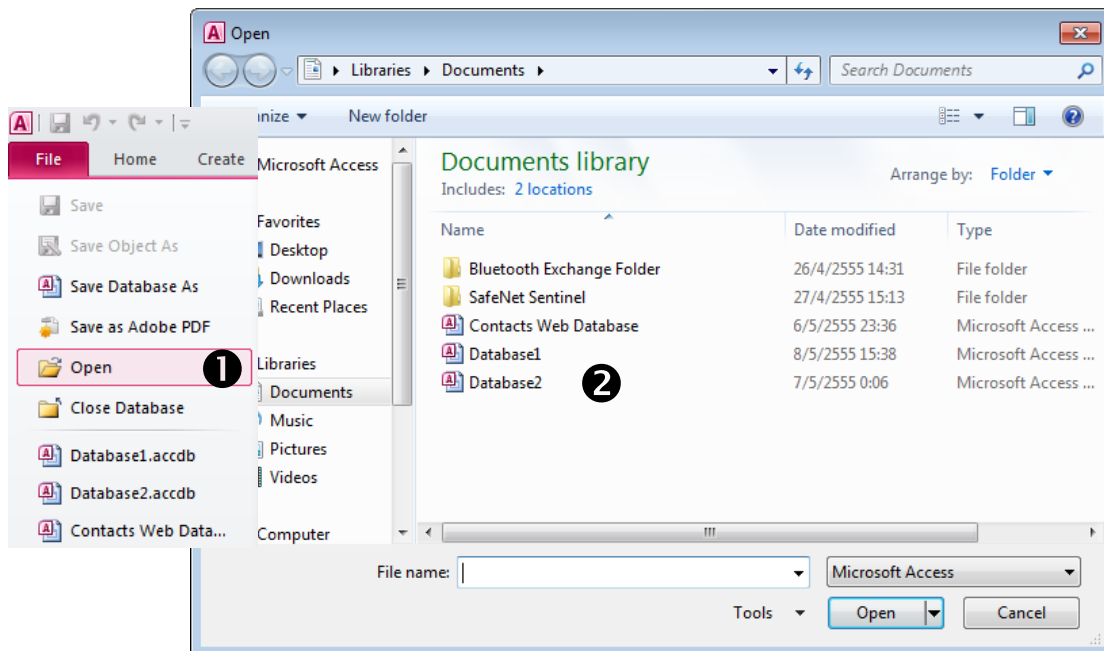 Open
Libraries Documents
Search Documents
nize New folder
File Home Create
Save
Save Object As
Save Database As
Save as Adobe PDF
Open 1
Close Database
Database1.accdb
Database2.accdb
Contacts Web Data...
Microsoft Access
Favorites
Desktop
Downloads
Recent Places
Libraries
Documents
Music
Pictures
Videos
Computer
Documents library
Includes: 2 locations
Arrange by: Folder
Name Date modified Type
Bluetooth Exchange Folder 26/4/2555 14:31 File folder
SafeNet Sentinel 27/4/2555 15:13 File folder
Contacts Web Database 6/5/2555 23:36 Microsoft Access ...
Database1 8/5/2555 15:38 Microsoft Access ...
Database2 2 7/5/2555 0:06 Microsoft Access ...
File name: Microsoft Access
Tools Open Cancel